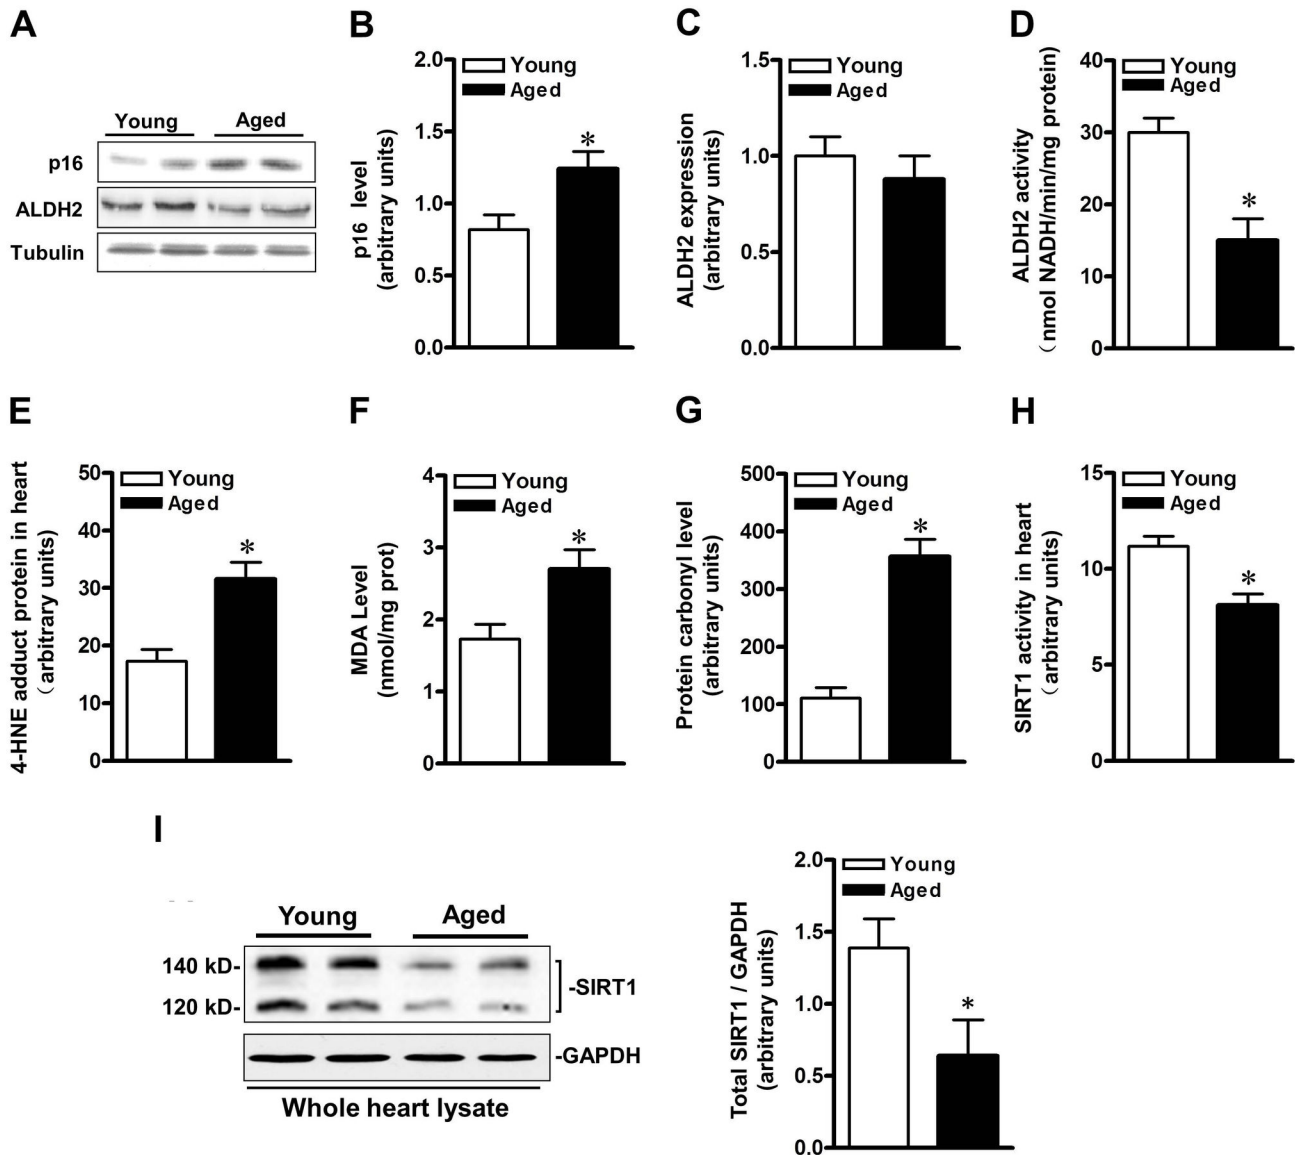 A
Young Aged
p16
ALDH2
Tubulin
B
p16 level
(arbitrary units)
2.0
1.5
1.0
0.5
0.0
Young
Aged
*
C
ALDH2 expression
(arbitrary units)
1.5
1.0
0.5
0.0
Young
Aged
D
ALDH2 activity
(nmol NADH/min/mg protein)
40
30
20
10
0
Young
Aged
*
E
4-HNE adduct protein in heart
(arbitrary units)
50
40
30
20
10
0
Young
Aged
*
F
MDA Level
(nmol/mg prot)
4
3
2
1
0
Young
Aged
*
G
Protein carbonyl level
(arbitrary units)
500
400
300
200
100
0
Young
Aged
*
H
SIRT1 activity in heart
(arbitrary units)
15
10
5
0
Young
Aged
*
I
Young Aged
140 kD-
120 kD-
-SIRT1
-GAPDH
Whole heart lysate
Total SIRT1 / GAPDH
(arbitrary units)
2.0
1.5
1.0
0.5
0.0
Young
Aged
*